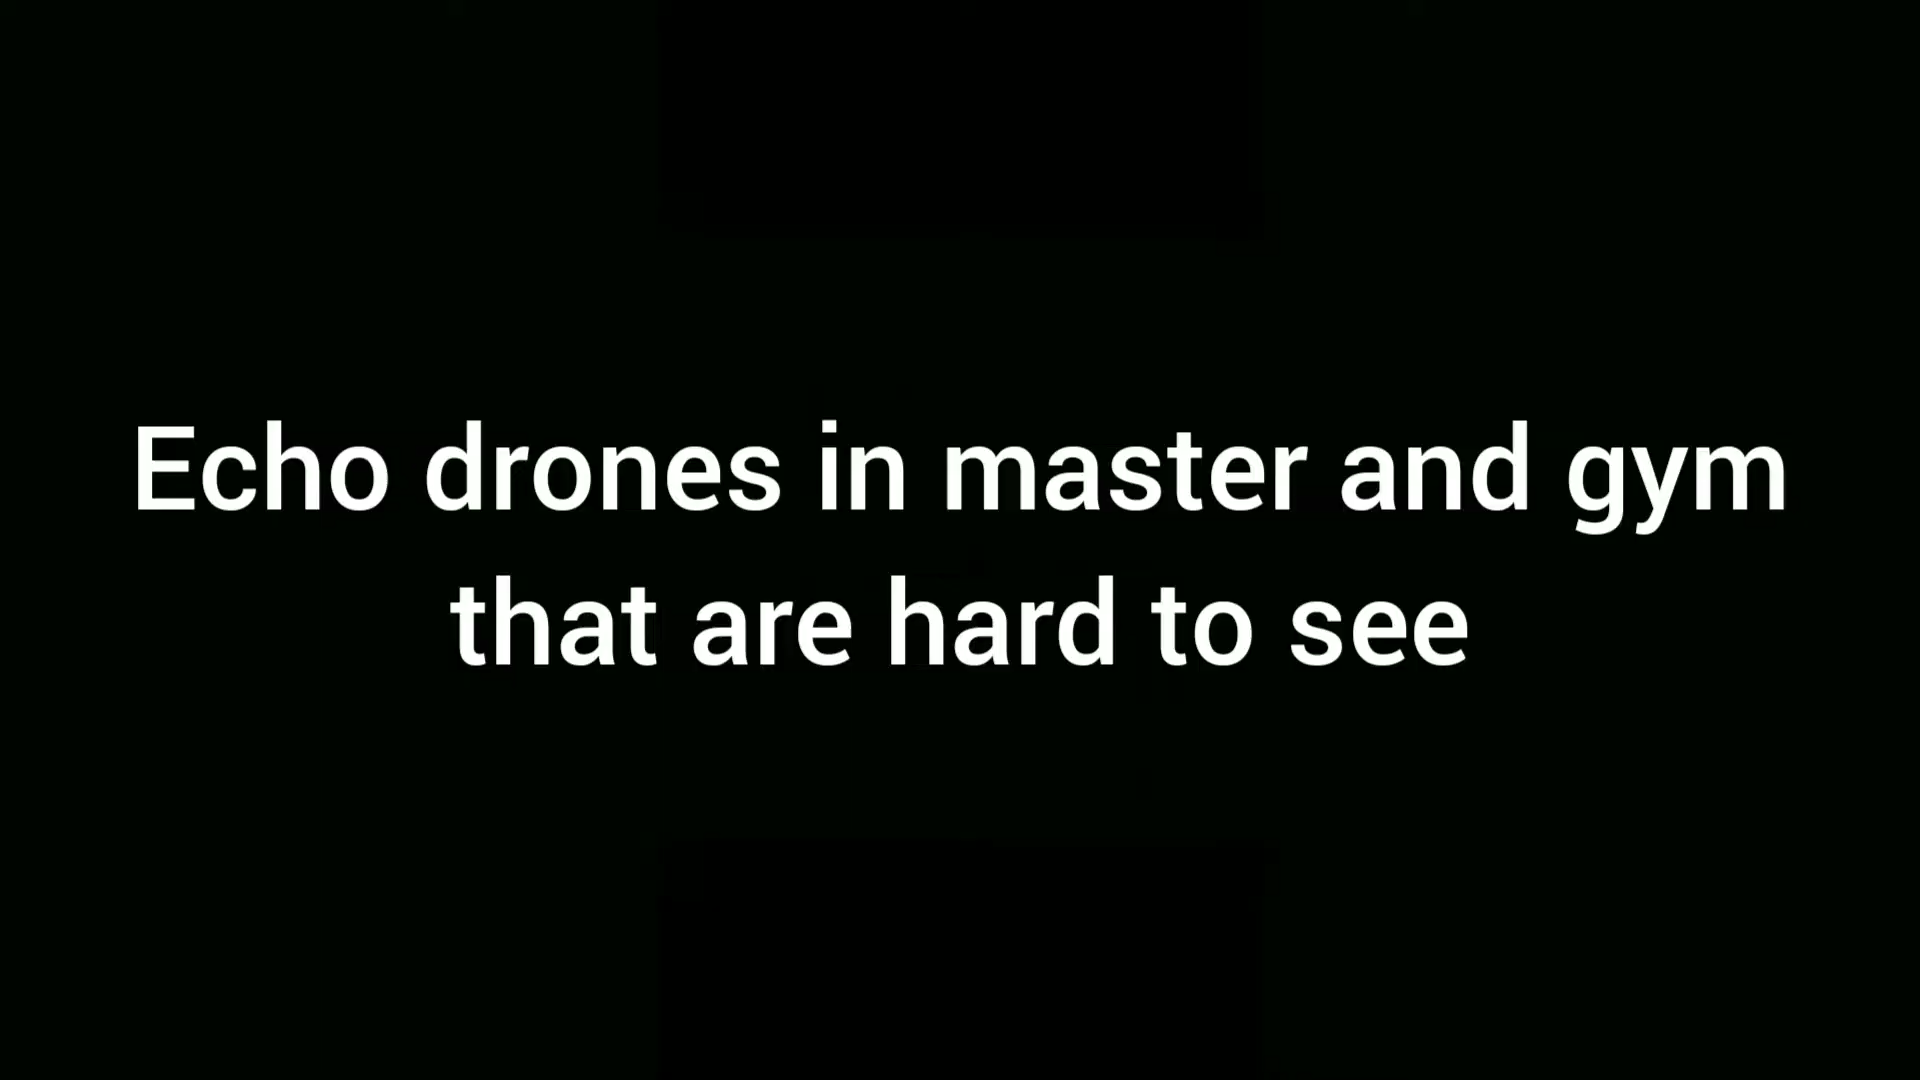 Echo drones in master and gym
that are hard to see